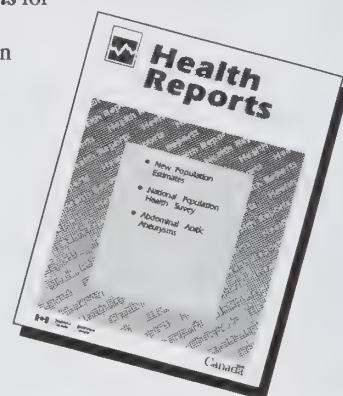 s for
n
Health
Reports
• New Population
Estimates
• National Population
Health Survey
• Abdominal Aortic
Aneurysms
Canada